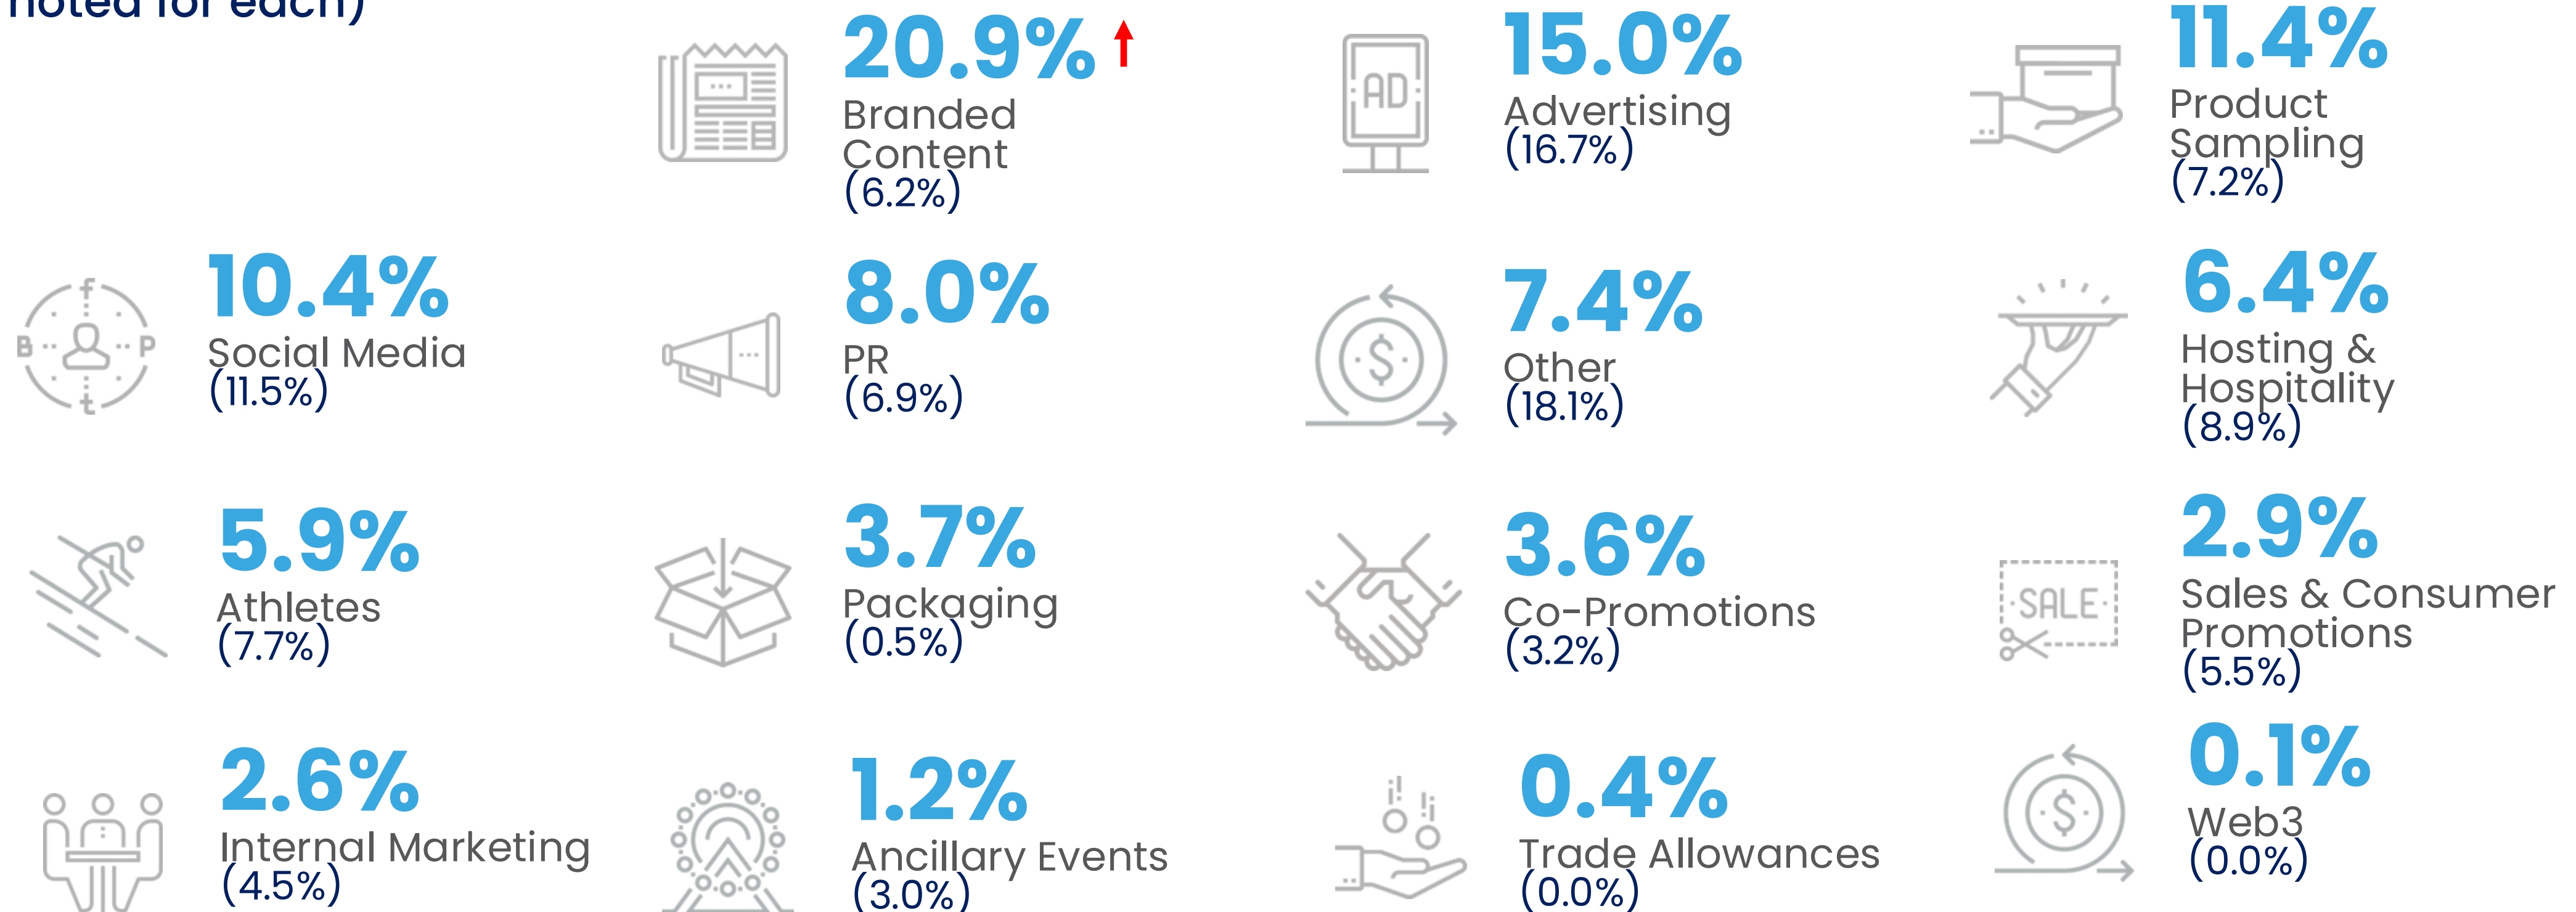 noted for each)
20.9%
Branded
Content
(6.2%)
AD
15.0%
Advertising
(16.7%)
11.4%
Product
Sampling
(7.2%)
f
B
P
t
10.4%
Social Media
(11.5%)
8.0%
PR
(6.9%)
$
7.4%
Other
(18.1%)
6.4%
Hosting &
Hospitality
(8.9%)
5.9%
Athletes
(7.7%)
3.7%
Packaging
(0.5%)
3.6%
Co-Promotions
(3.2%)
SALE
2.9%
Sales & Consumer
Promotions
(5.5%)
2.6%
Internal Marketing
(4.5%)
1.2%
Ancillary Events
(3.0%)
0.4%
Trade Allowances
(0.0%)
$
0.1%
Web3
(0.0%)